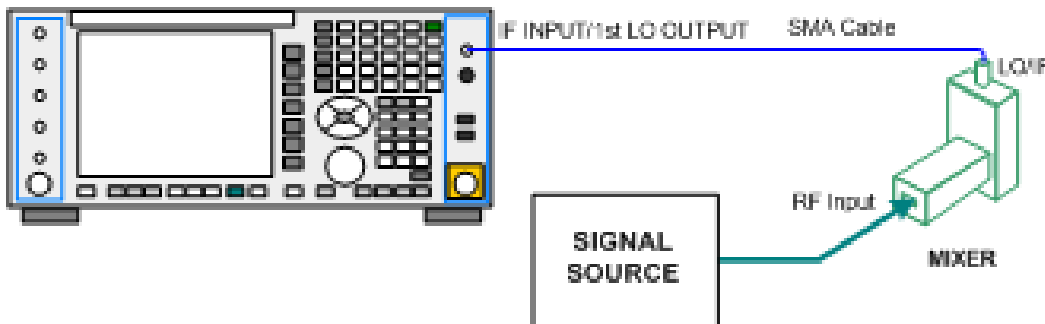 IF INPUT/1st LO OUTPUT
SMA Cable
LO/IF
RF Input
MIXER
SIGNAL
SOURCE